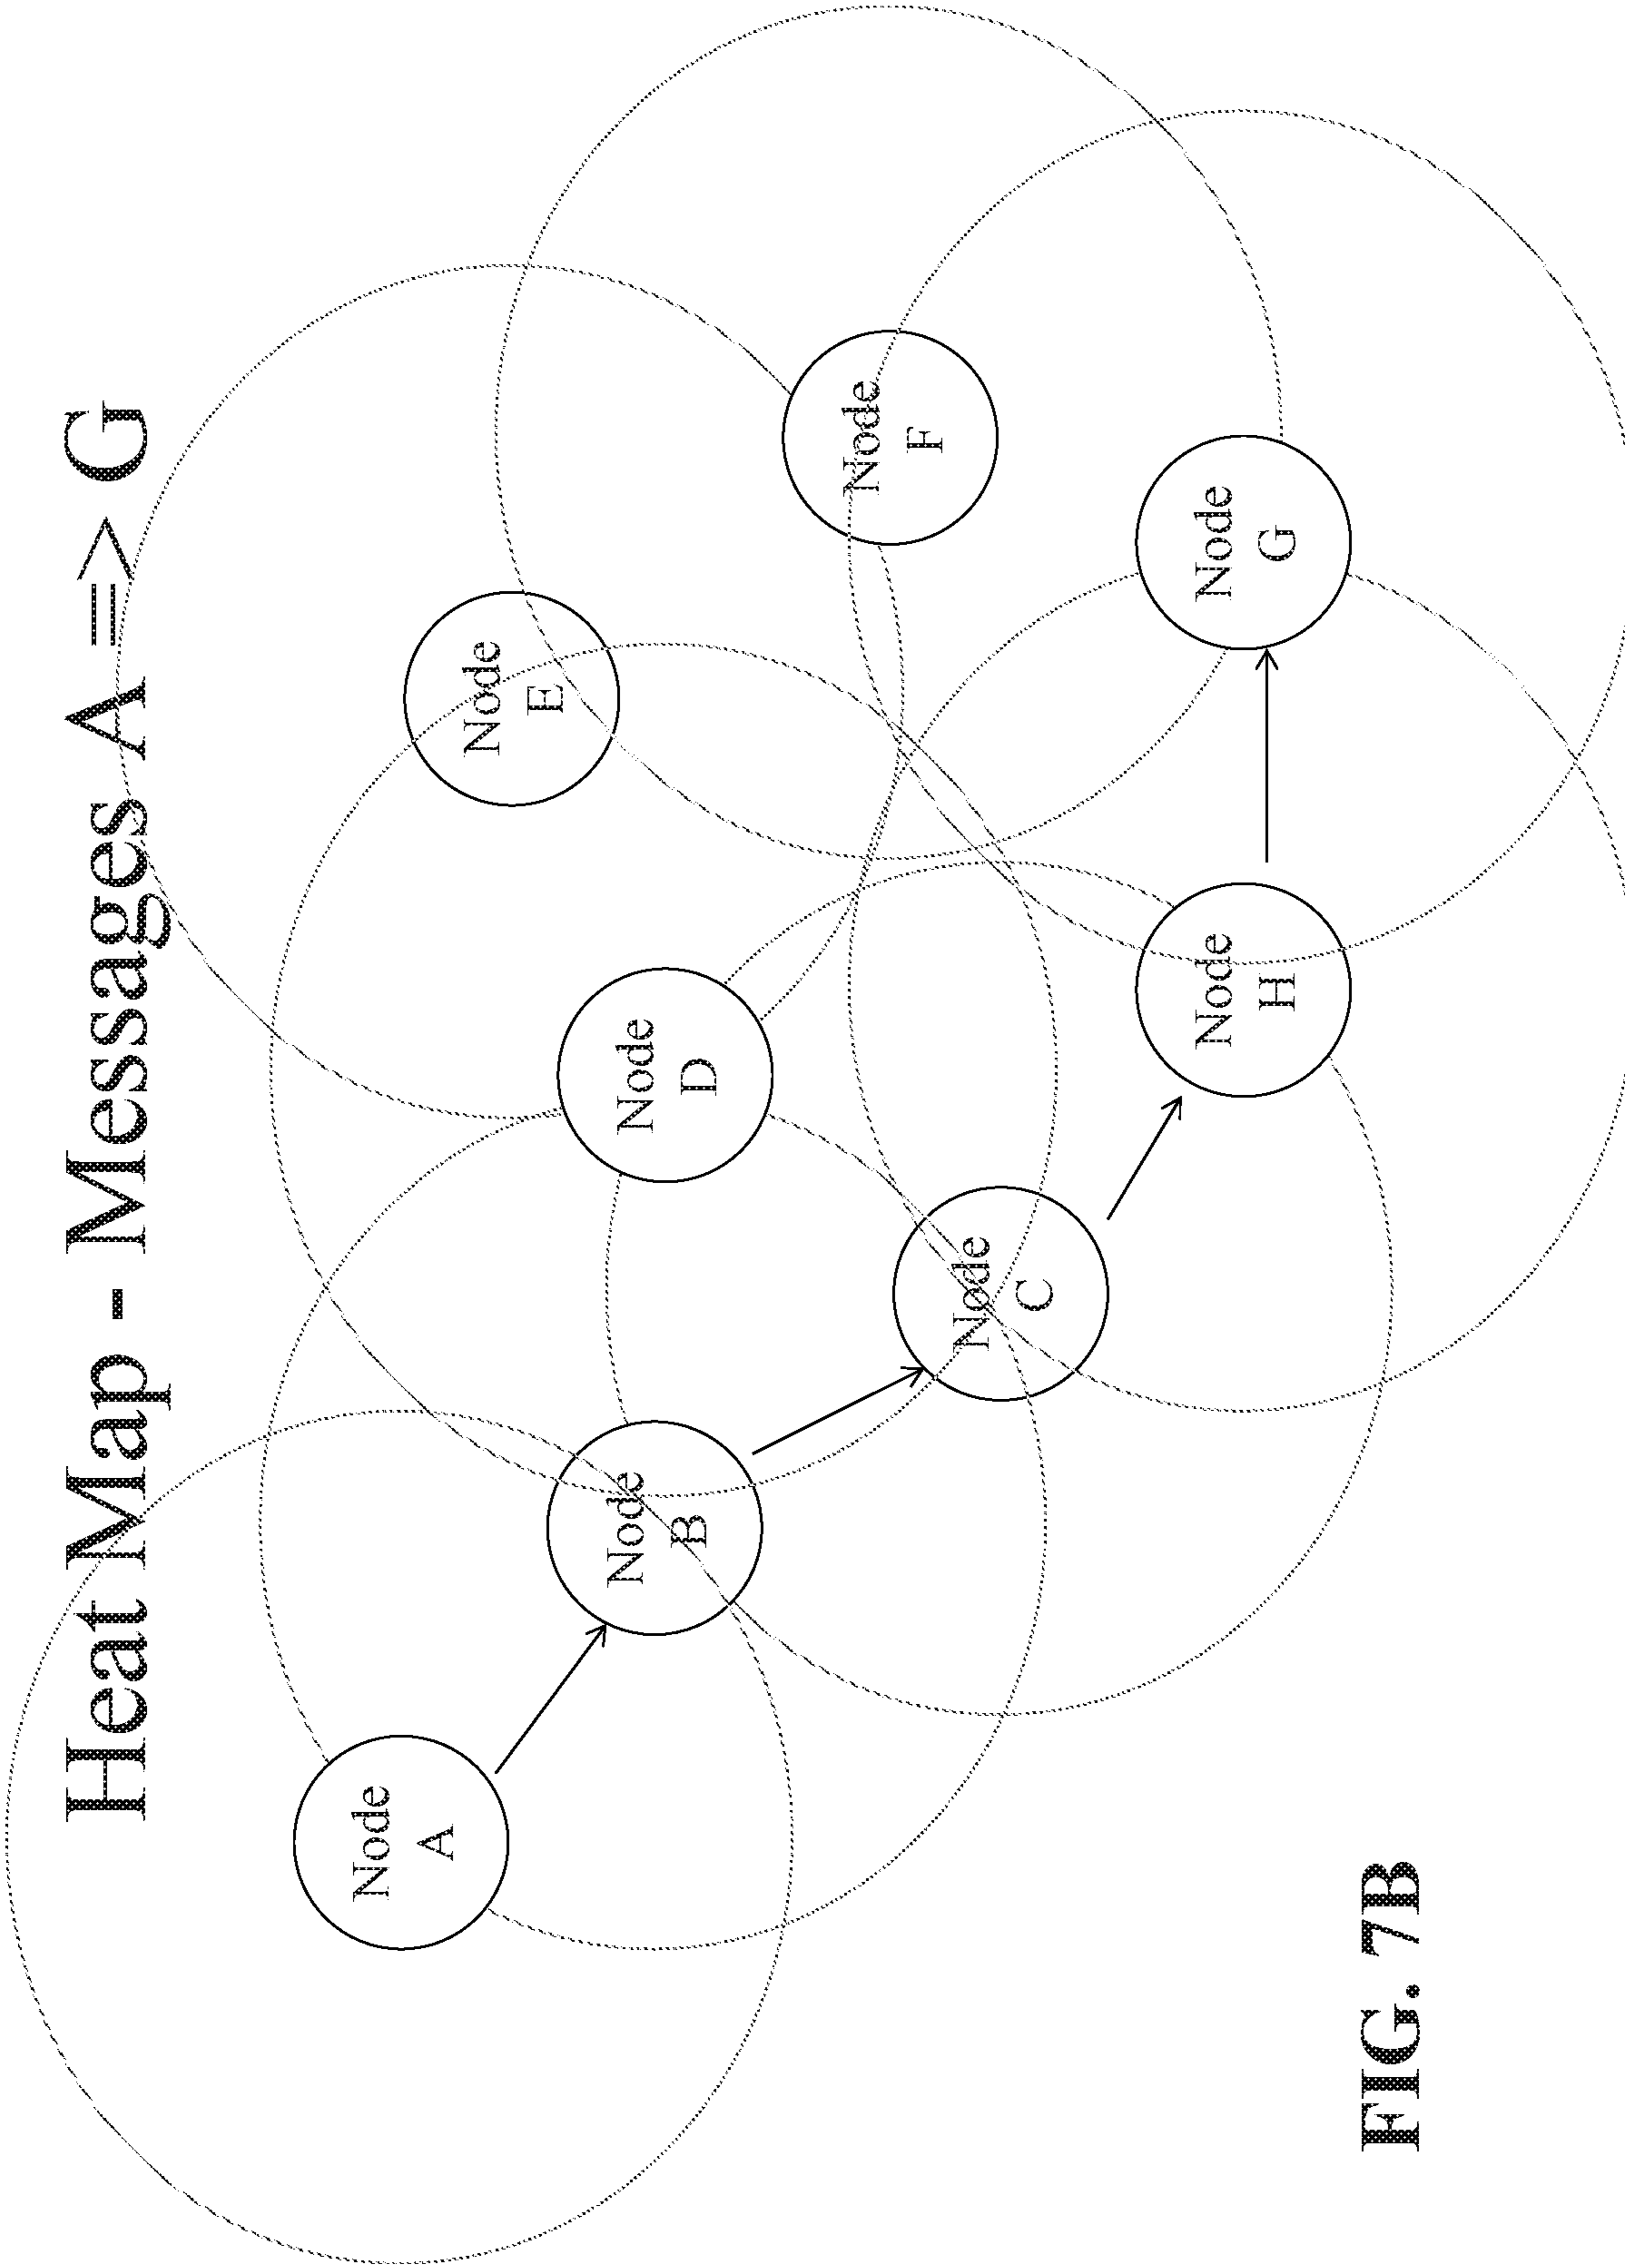 Heat Map - Messages A => G
Node
A
Node
B
Node
C
Node
D
Node
E
Node
F
Node
G
Node
H
FIG. 7B